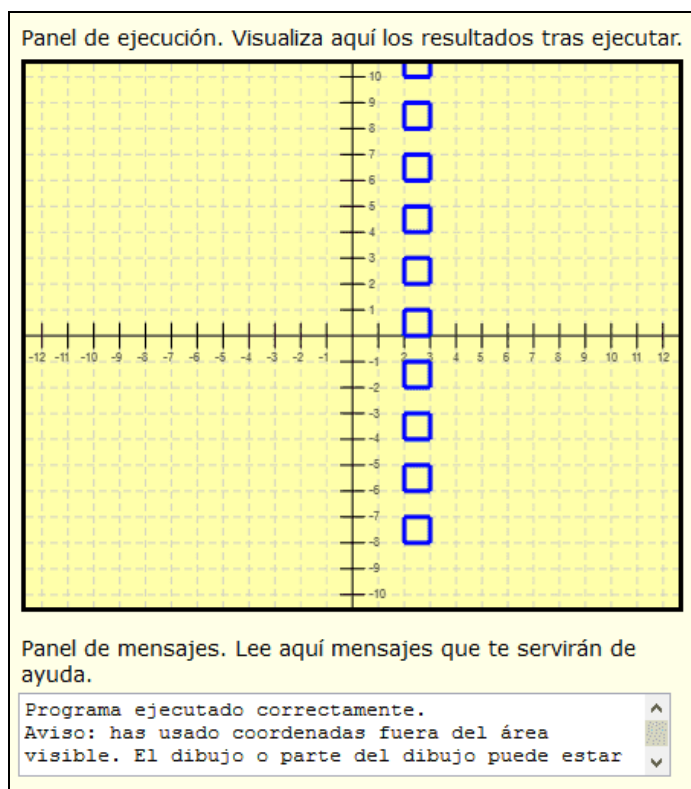 Panel de ejecución. Visualiza aquí los resultados tras ejecutar.
10
9
8
7
6
5
4
3
2
1
-12 -11 -10 -9 -8 -7 -6 -5 -4 -3 -2 -1 2 3 4 5 6 7 8 9 10 11 12
-1
-2
-3
-4
-5
-6
-7
-8
-9
-10
Panel de mensajes. Lee aquí mensajes que te servirán de
ayuda.
Programa ejecutado correctamente.
Aviso: has usado coordenadas fuera del área
visible. El dibujo o parte del dibujo puede estar